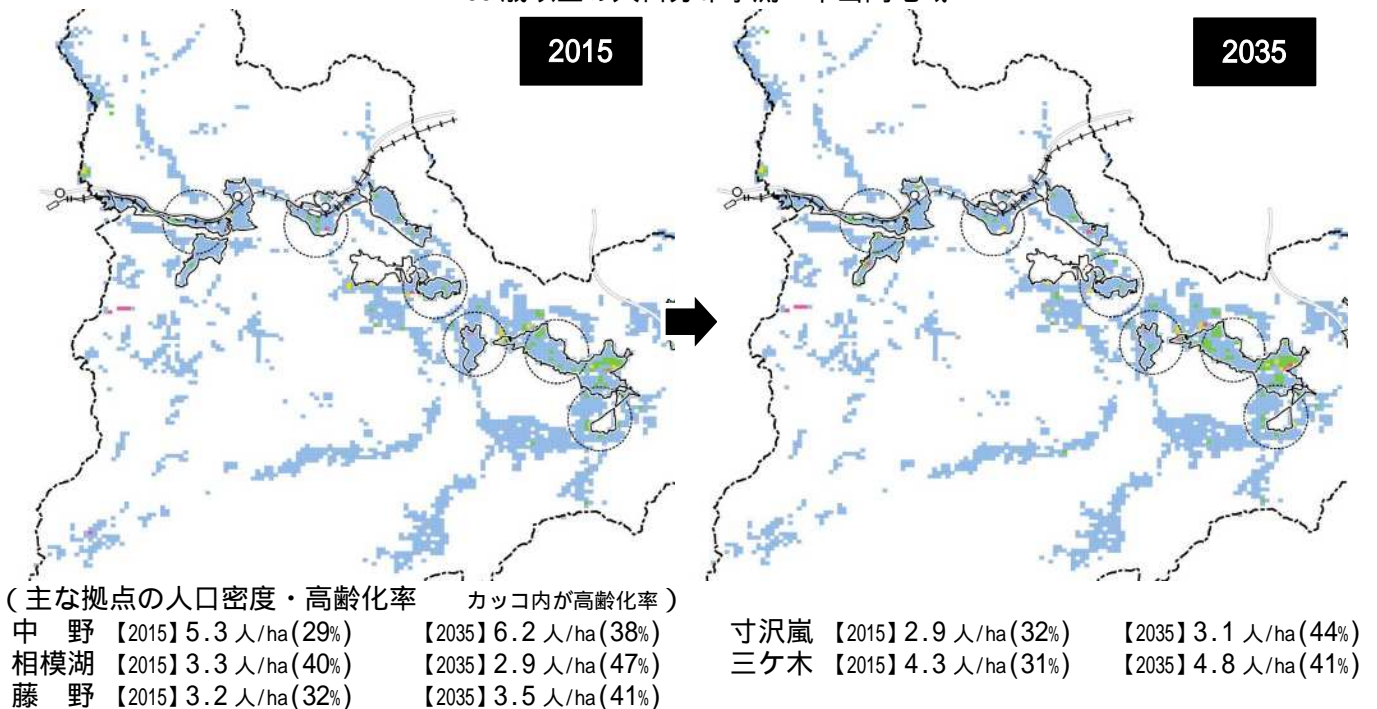 2015
2035
(主な拠点の人口密度・高齢化率　カッコ内が高齢化率)
中　野　【2015】5.3 人/ha(29%)　【2035】6.2 人/ha(38%)
相模湖　【2015】3.3 人/ha(40%)　【2035】2.9 人/ha(47%)
藤　野　【2015】3.2 人/ha(32%)　【2035】3.5 人/ha(41%)
寸沢嵐　【2015】2.9 人/ha(32%)　【2035】3.1 人/ha(44%)
三ケ木　【2015】4.3 人/ha(31%)　【2035】4.8 人/ha(41%)